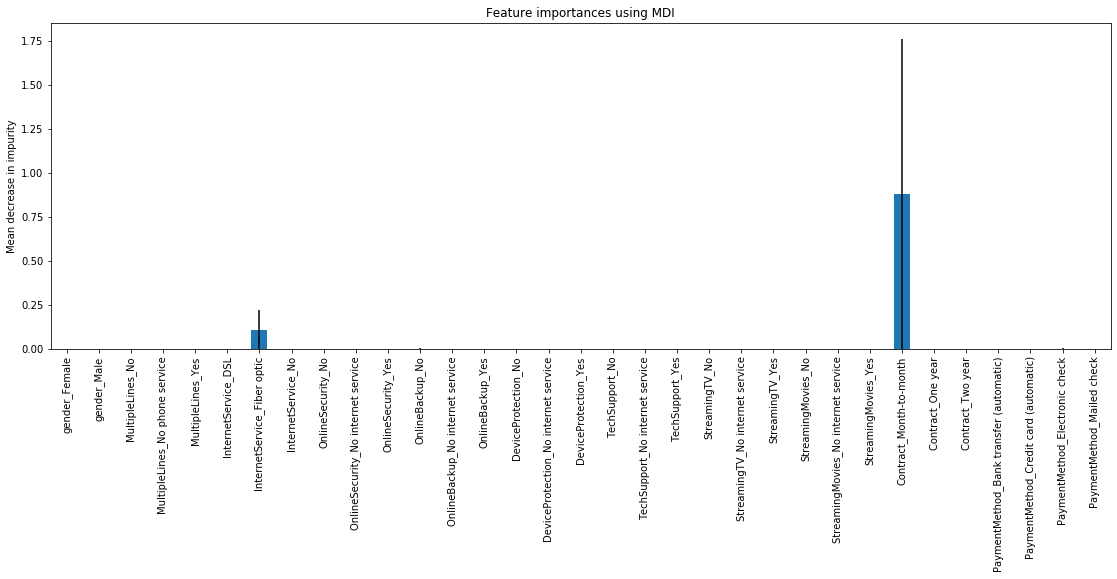 Feature importances using MDI
Mean decrease in impurity
1.75
1.50
1.25
1.00
0.75
0.50
0.25
0.00
gender_Female
gender_Male
MultipleLines_No
MultipleLines_No phone service
MultipleLines_Yes
InternetService_DSL
InternetService_Fiber optic
InternetService_No
OnlineSecurity_No
OnlineSecurity_No internet service
OnlineSecurity_Yes
OnlineBackup_No
OnlineBackup_No internet service
OnlineBackup_Yes
DeviceProtection_No
DeviceProtection_No internet service
DeviceProtection_Yes
TechSupport_No
TechSupport_No internet service
TechSupport_Yes
StreamingTV_No
StreamingTV_No internet service
StreamingTV_Yes
StreamingMovies_No
StreamingMovies_No internet service
StreamingMovies_Yes
Contract_Month-to-month
Contract_One year
Contract_Two year
PaymentMethod_Bank transfer (automatic)
PaymentMethod_Credit card (automatic)
PaymentMethod_Electronic check
PaymentMethod_Mailed check